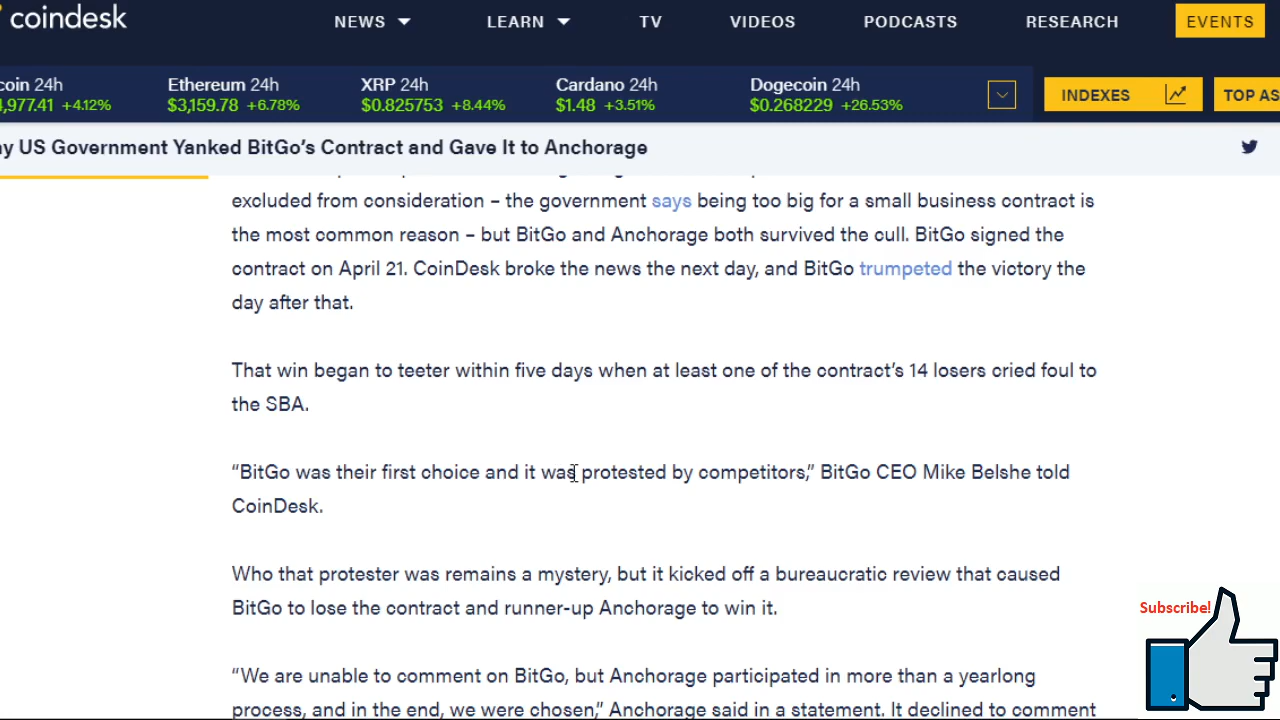 coindesk
NEWS
LEARN
TV
VIDEOS
PODCASTS
RESEARCH
EVENTS
coin 24h
4,977.41 +4.12%
Ethereum 24h
$3,159.78 +6.78%
XRP 24h
$0.825753 +8.44%
Cardano 24h
$1.48 +3.51%
Dogecoin 24h
$0.268229 +26.53%
INDEXES
TOP AS
ny US Government Yanked BitGo’s Contract and Gave It to Anchorage
excluded from consideration – the government says being too big for a small business contract is
the most common reason – but BitGo and Anchorage both survived the cull. BitGo signed the
contract on April 21. CoinDesk broke the news the next day, and BitGo trumpeted the victory the
day after that.
That win began to teeter within five days when at least one of the contract’s 14 losers cried foul to
the SBA.
“BitGo was their first choice and it was protested by competitors,” BitGo CEO Mike Belshe told
CoinDesk.
Who that protester was remains a mystery, but it kicked off a bureaucratic review that caused
BitGo to lose the contract and runner-up Anchorage to win it.
Subscribe!
“We are unable to comment on BitGo, but Anchorage participated in more than a yearlong
process, and in the end, we were chosen,” Anchorage said in a statement. It declined to comment